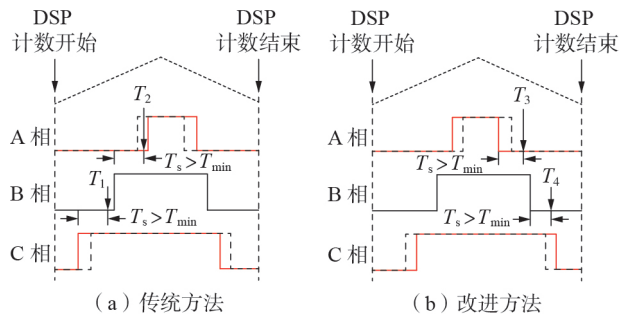 DSP DSP DSP DSP
计数开始 计数结束 计数开始 计数结束
T2 T3
A 相 A 相
Ts>Tmin Ts>Tmin
B 相 T1 B 相 T4
Ts>Tmin Ts>Tmin
C 相 C 相
（a）传统方法 （b）改进方法